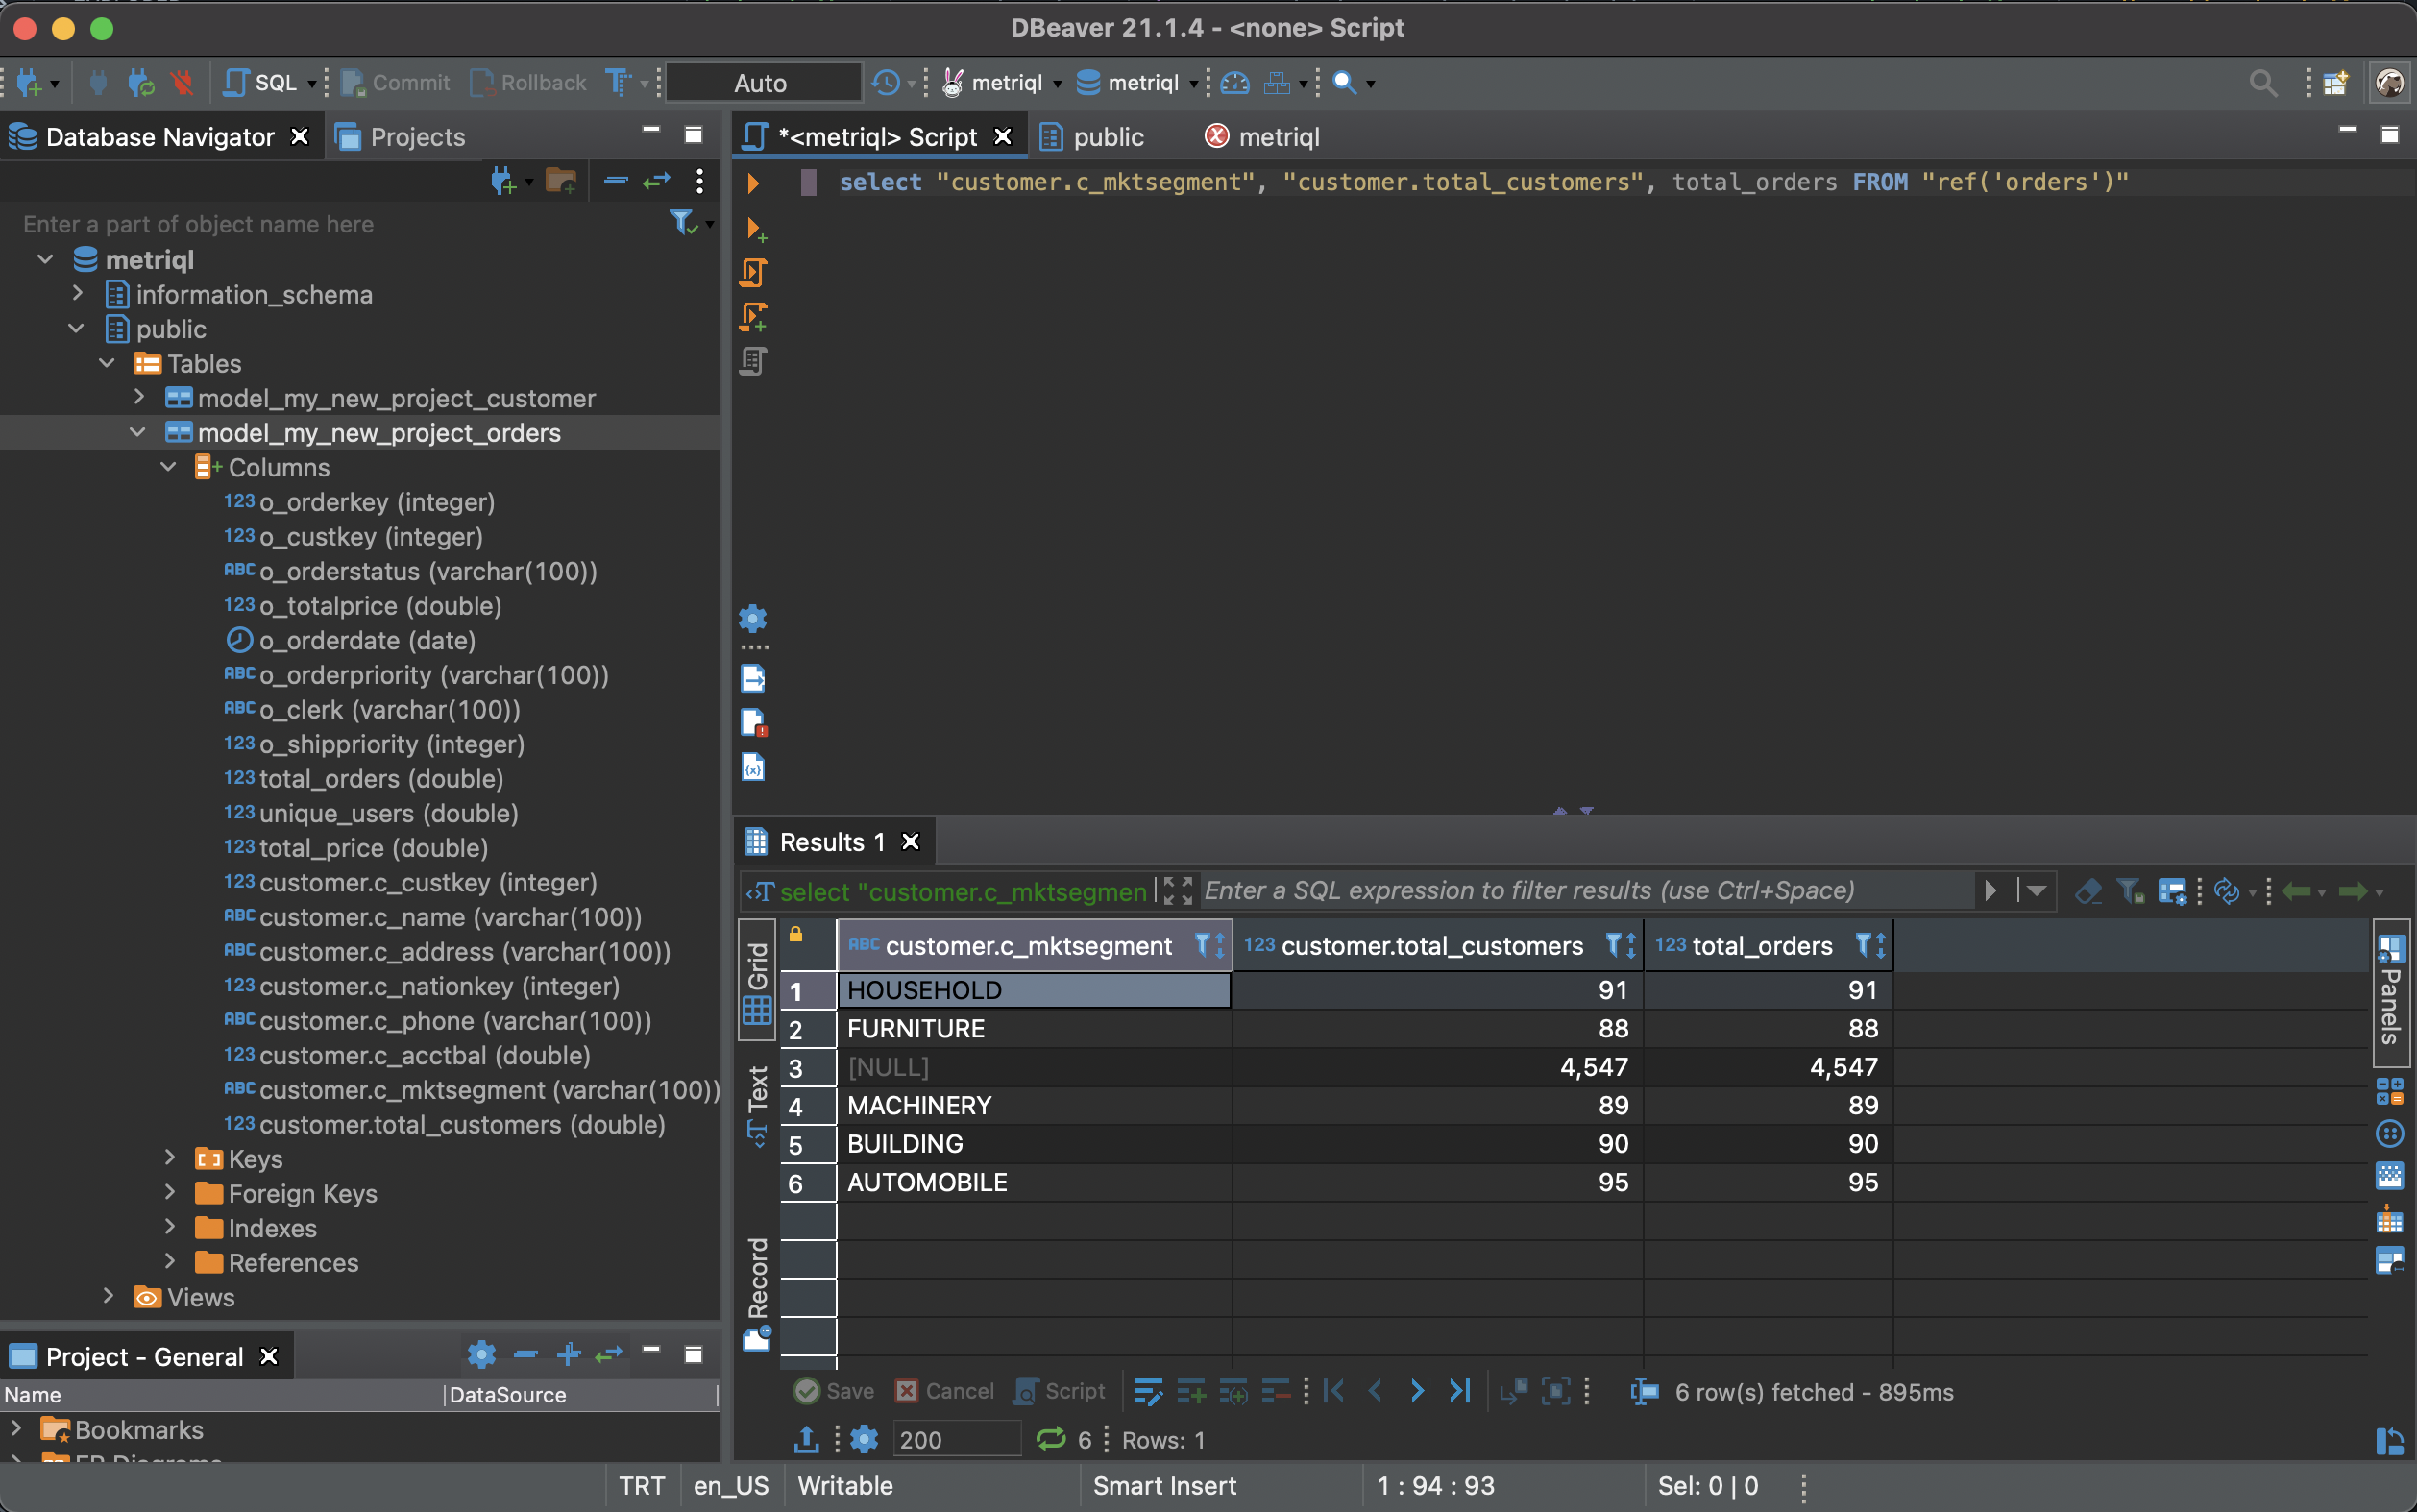 DBeaver 21.1.4 - <none> Script
SQL Commit Rollback Auto metriql metriql
Database Navigator Projects
*<metriql> Script public metriql
select "customer.c_mktsegment", "customer.total_customers", total_orders FROM "ref('orders')"
Enter a part of object name here
metriql
information_schema
public
Tables
model_my_new_project_customer
model_my_new_project_orders
Columns
123 o_orderkey (integer)
123 o_custkey (integer)
ABC o_orderstatus (varchar(100))
123 o_totalprice (double)
o_orderdate (date)
ABC o_orderpriority (varchar(100))
ABC o_clerk (varchar(100))
123 o_shippriority (integer)
123 total_orders (double)
123 unique_users (double)
123 total_price (double)
123 customer.c_custkey (integer)
ABC customer.c_name (varchar(100))
ABC customer.c_address (varchar(100))
123 customer.c_nationkey (integer)
ABC customer.c_phone (varchar(100))
123 customer.c_acctbal (double)
ABC customer.c_mktsegment (varchar(100))
123 customer.total_customers (double)
Keys
Foreign Keys
Indexes
References
Views
Project - General
Name DataSource
Bookmarks
Results 1
select "customer.c_mktsegmen Enter a SQL expression to filter results (use Ctrl+Space)
Grid
Text
Record
Panels
ABC customer.c_mktsegment 123 customer.total_customers 123 total_orders
1 HOUSEHOLD 91 91
2 FURNITURE 88 88
3 [NULL] 4,547 4,547
4 MACHINERY 89 89
5 BUILDING 90 90
6 AUTOMOBILE 95 95
Save Cancel Script 6 row(s) fetched - 895ms
200 6 Rows: 1
TRT en_US Writable Smart Insert 1 : 94 : 93 Sel: 0 | 0